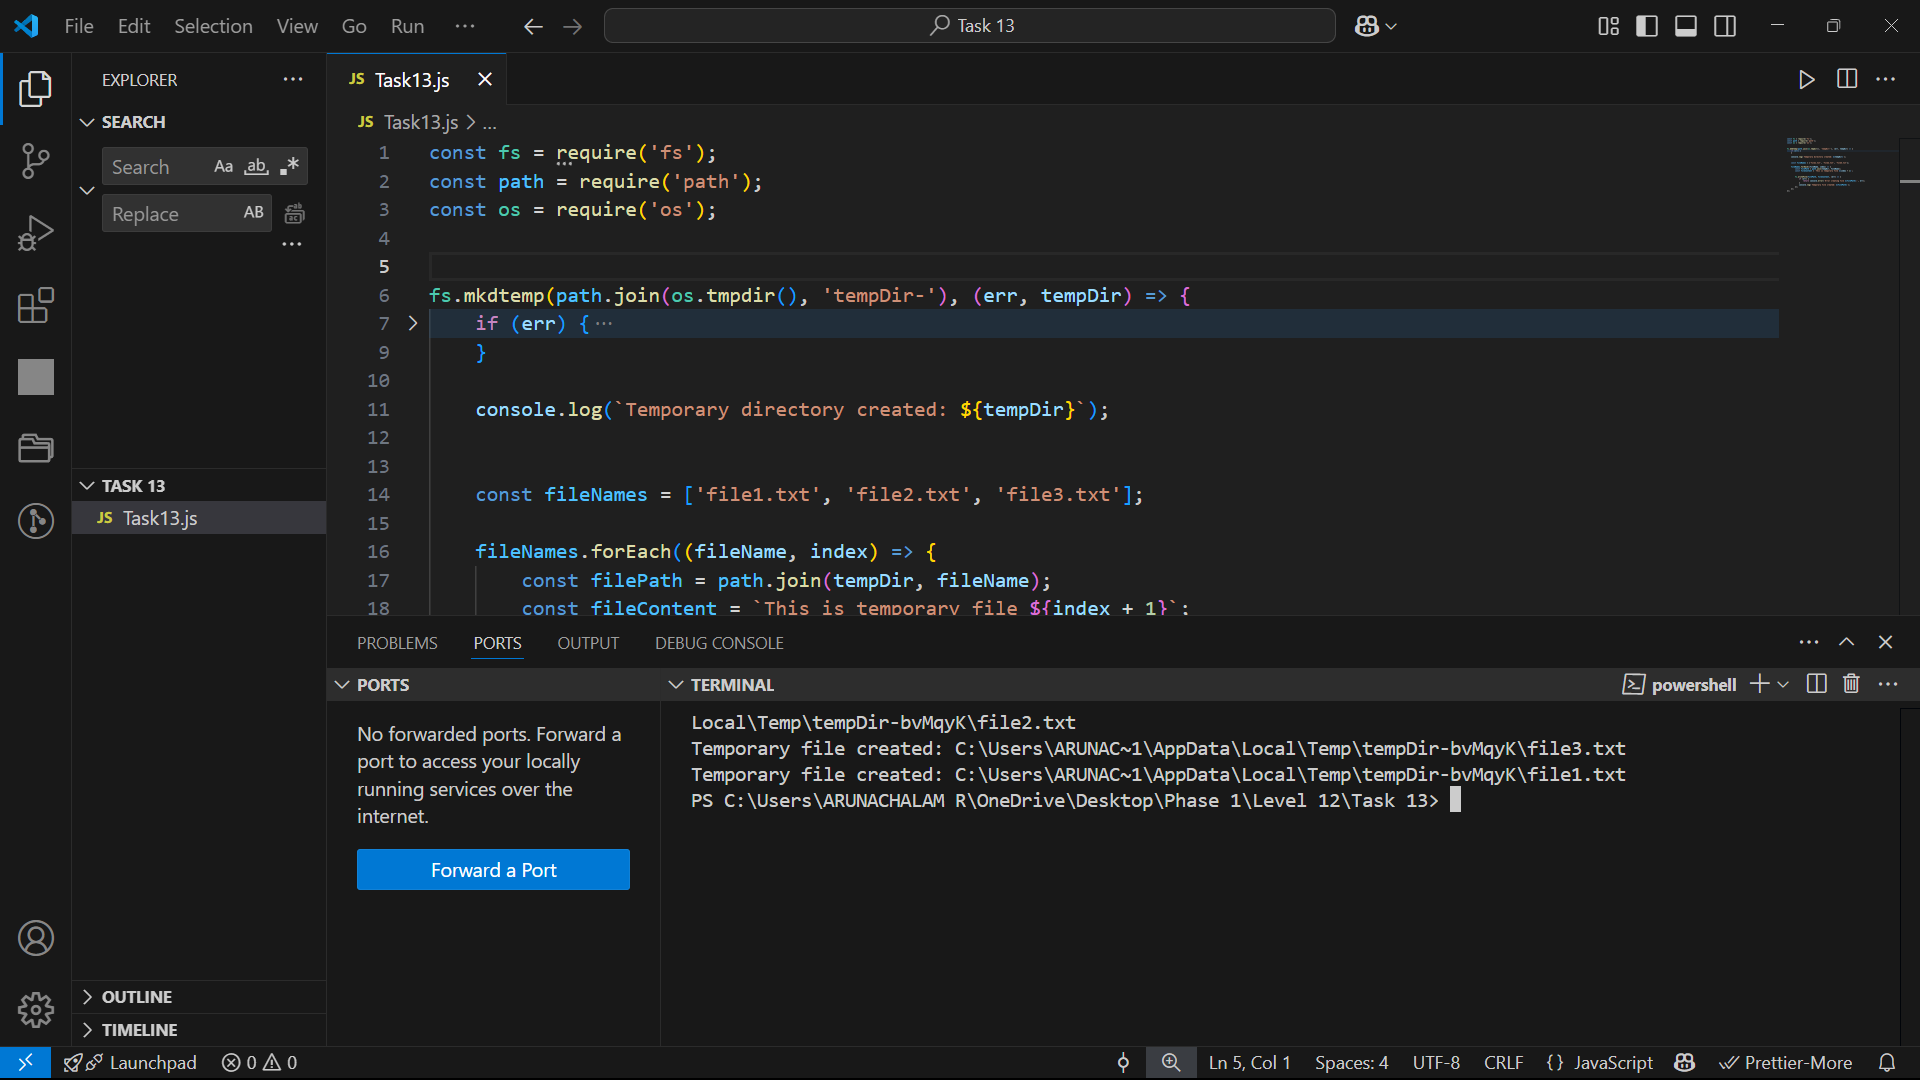 File Edit Selection View Go Run ··· Task 13
EXPLORER
SEARCH
Search Aa ab .*
Replace AB
TASK 13
JS Task13.js
OUTLINE
TIMELINE
JS Task13.js
JS Task13.js > ...
1 const fs = require('fs');
2 const path = require('path');
3 const os = require('os');
4
5
6 fs.mkdtemp(path.join(os.tmpdir(), 'tempDir-'), (err, tempDir) => {
7 if (err) {···
9 }
10
11 console.log(`Temporary directory created: ${tempDir}`);
12
13
14 const fileNames = ['file1.txt', 'file2.txt', 'file3.txt'];
15
16 fileNames.forEach((fileName, index) => {
17 const filePath = path.join(tempDir, fileName);
18 const fileContent = `This is temporary file ${index + 1}`;
PROBLEMS PORTS OUTPUT DEBUG CONSOLE
PORTS
No forwarded ports. Forward a
port to access your locally
running services over the
internet.
Forward a Port
TERMINAL powershell
Local\Temp\tempDir-bvMqyK\file2.txt
Temporary file created: C:\Users\ARUNAC~1\AppData\Local\Temp\tempDir-bvMqyK\file3.txt
Temporary file created: C:\Users\ARUNAC~1\AppData\Local\Temp\tempDir-bvMqyK\file1.txt
PS C:\Users\ARUNACHALAM R\OneDrive\Desktop\Phase 1\Level 12\Task 13>
Launchpad 0 0 Ln 5, Col 1 Spaces: 4 UTF-8 CRLF {} JavaScript Prettier-More